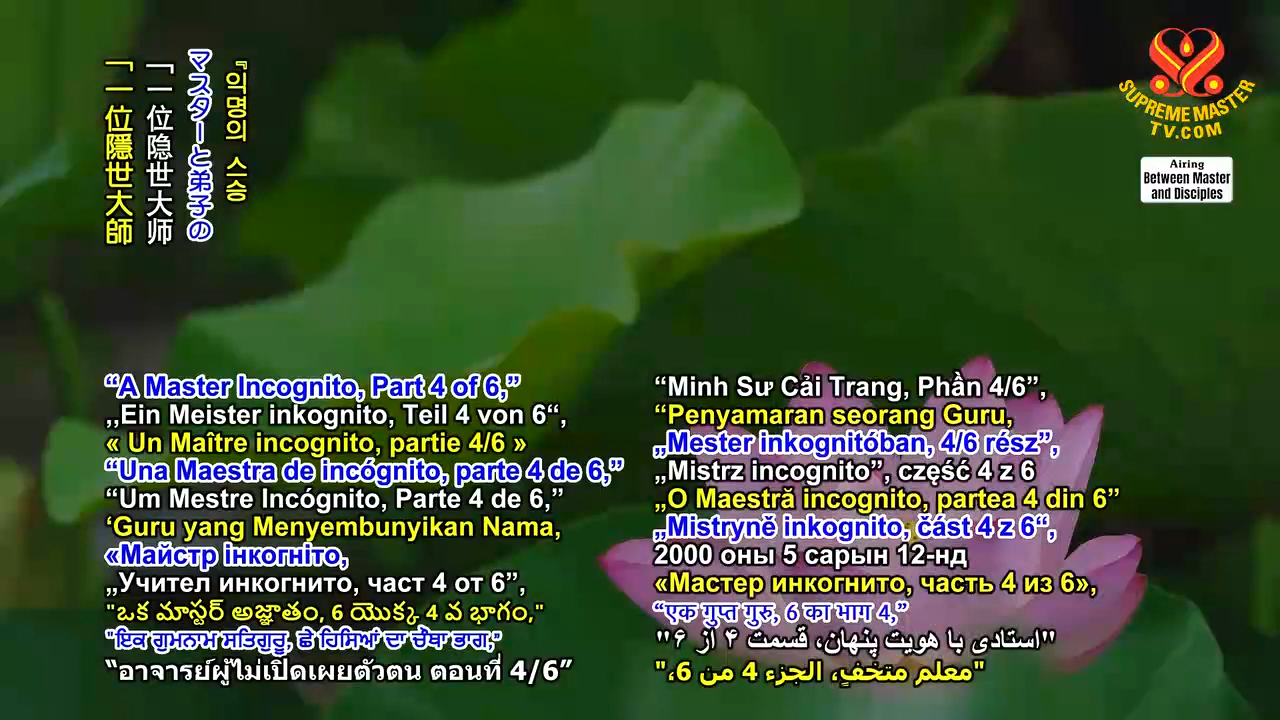 『익명의 스승
マスターと弟子の
「一位隐世大师
「一位隱世大師
SUPREME MASTER
TV.COM
Airing
Between Master
and Disciples
“A Master Incognito, Part 4 of 6,”
„Ein Meister inkognito, Teil 4 von 6“,
« Un Maître incognito, partie 4/6 »
“Una Maestra de incógnito, parte 4 de 6,”
“Um Mestre Incógnito, Parte 4 de 6,”
‘Guru yang Menyembunyikan Nama,
«Майстр інкогніто,
„Учител инкогнито, част 4 от 6”,
"ఒక మాస్టర్ అజ్ఞాతం, 6 యొక్క 4 వ భాగం,"
"ਇਕ ਗੁਮਨਾਮ ਸਤਿਗੁਰੂ, ਛੇ ਹਿਸਿਆਂ ਦਾ ਚੌਥਾ ਭਾਗ,"
“อาจารย์ผู้ไม่เปิดเผยตัวตน ตอนที่ 4/6”
“Minh Sư Cải Trang, Phần 4/6”,
“Penyamaran seorang Guru,
„Mester inkognitóban, 4/6 rész”,
„Mistrz incognito”, część 4 z 6
„O Maestră incognito, partea 4 din 6”
„Mistryně inkognito, část 4 z 6“,
2000 оны 5 сарын 12-нд
«Мастер инкогнито, часть 4 из 6»,
“एक गुप्त गुरु, 6 का भाग 4,”
"استادی با هویت پنهان، قسمت ۴ از ۶"
"معلم متخفٍ، الجزء 4 من 6،"